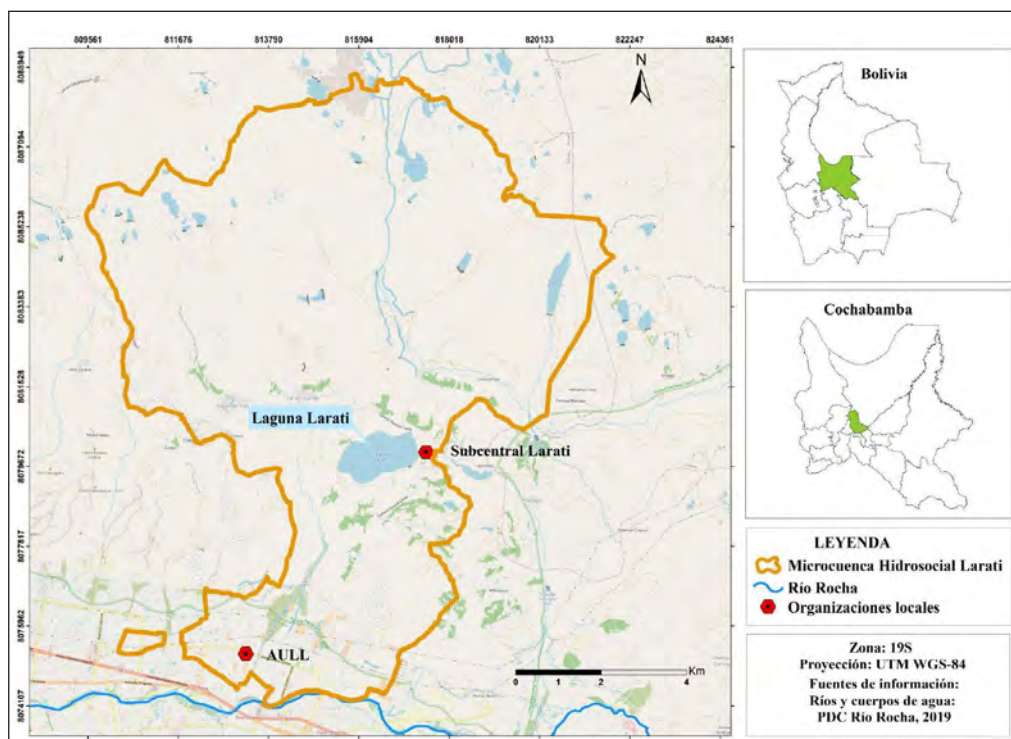 809561 811676 813790 815904 818018 820133 822247 824361
8088949
8087094
8085238
8083383
8081528
8079672
8077817
8075962
8074107
N
Laguna Larati
Subcentral Larati
AULL
Km
0 1 2 4
Bolivia
Cochabamba
LEYENDA
Microcuenca Hidrosocial Larati
Río Rocha
Organizaciones locales
Zona: 19S
Proyección: UTM WGS-84
Fuentes de información:
Ríos y cuerpos de agua:
PDC Río Rocha, 2019